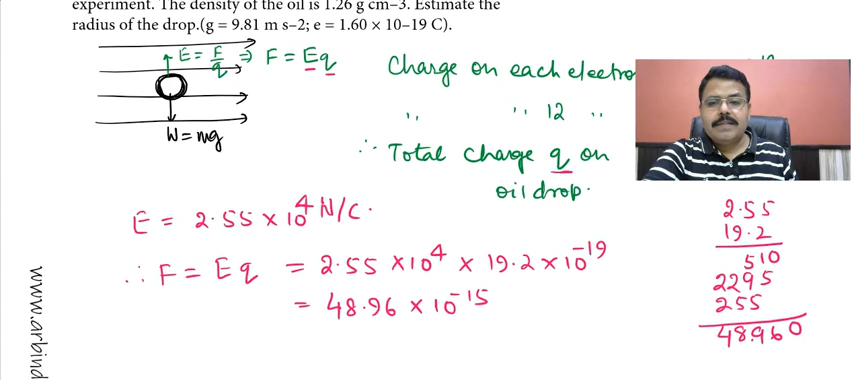 experiment. The density of the oil is 1.26 g cm–3. Estimate the
radius of the drop.(g = 9.81 m s–2; e = 1.60 × 10–19 C).
E = F/q ⇒ F = Eq
W = mg
Charge on each electro
,, ,, 12 ,,
∴ Total charge q on
oil drop.
E = 2.55 × 10⁴ N/C.
∴ F = Eq = 2.55 × 10⁴ × 19.2 × 10⁻¹⁹
= 48.96 × 10⁻¹⁵
2.55
19.2
510
2295
255
48.960
www.arbind